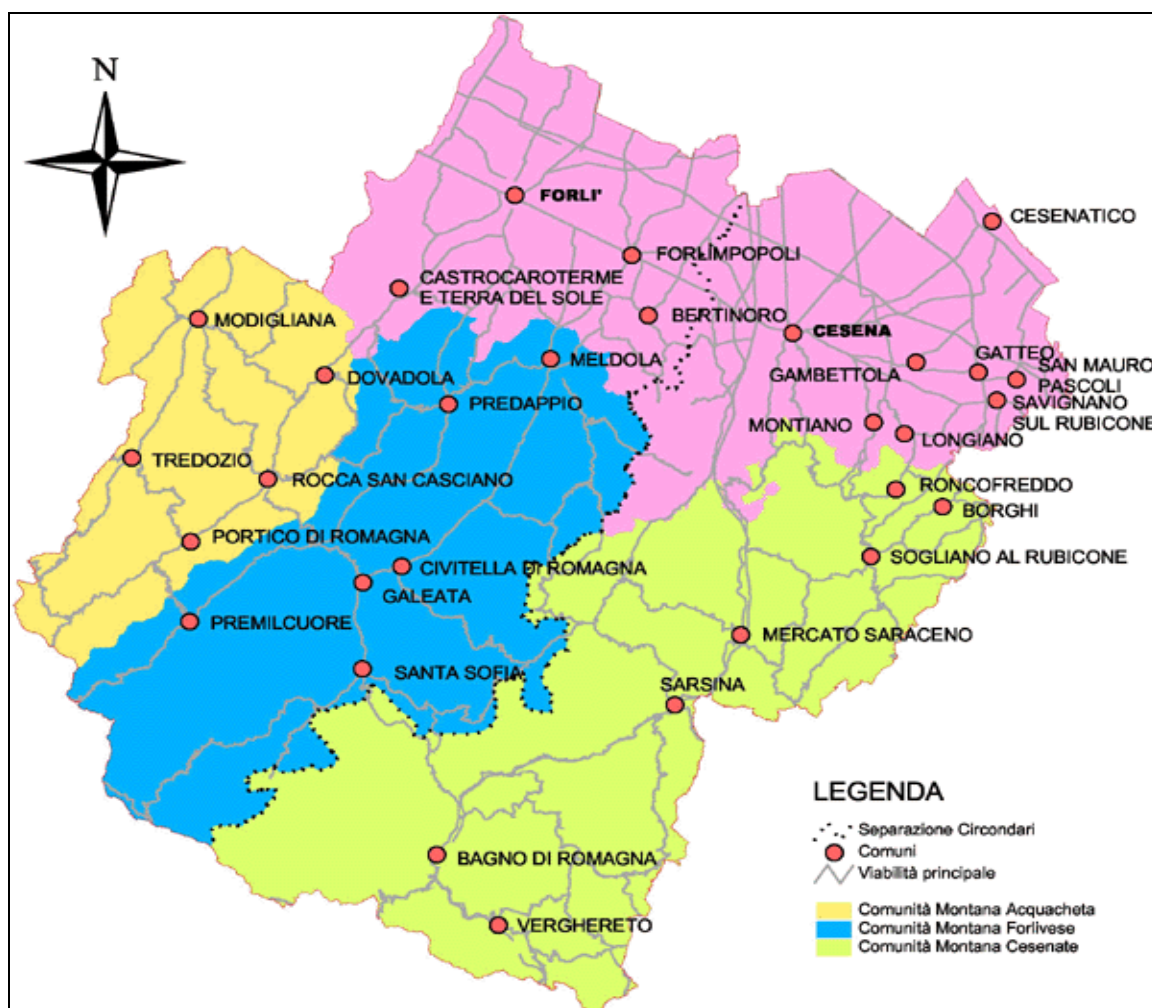 N
FORLI'
CESENATICO
FORLIMPOPOLI
CASTROCAROTERME
E TERRA DEL SOLE
BERTINORO
MODIGLIANA
CESENA
GATTEO
SAN MAURO
PASCOLI
MELDOLA
GAMBETTOLA
DOVADOLA
PREDAPPIO
SAVIGNANO
SUL RUBICONE
MONTIANO
LONGIANO
TREDOZIO
ROCCA SAN CASCIANO
RONCOFREDDO
BORGHI
PORTICO DI ROMAGNA
SOGLIANO AL RUBICONE
CIVITELLA DI ROMAGNA
GALEATA
PREMILCUORE
MERCATO SARACENO
SANTA SOFIA
SARSINA
BAGNO DI ROMAGNA
VERGHERETO
LEGENDA
Separazione Circondari
Comuni
Viabilità principale
Comunità Montana Acquacheta
Comunità Montana Forlivese
Comunità Montana Cesenate